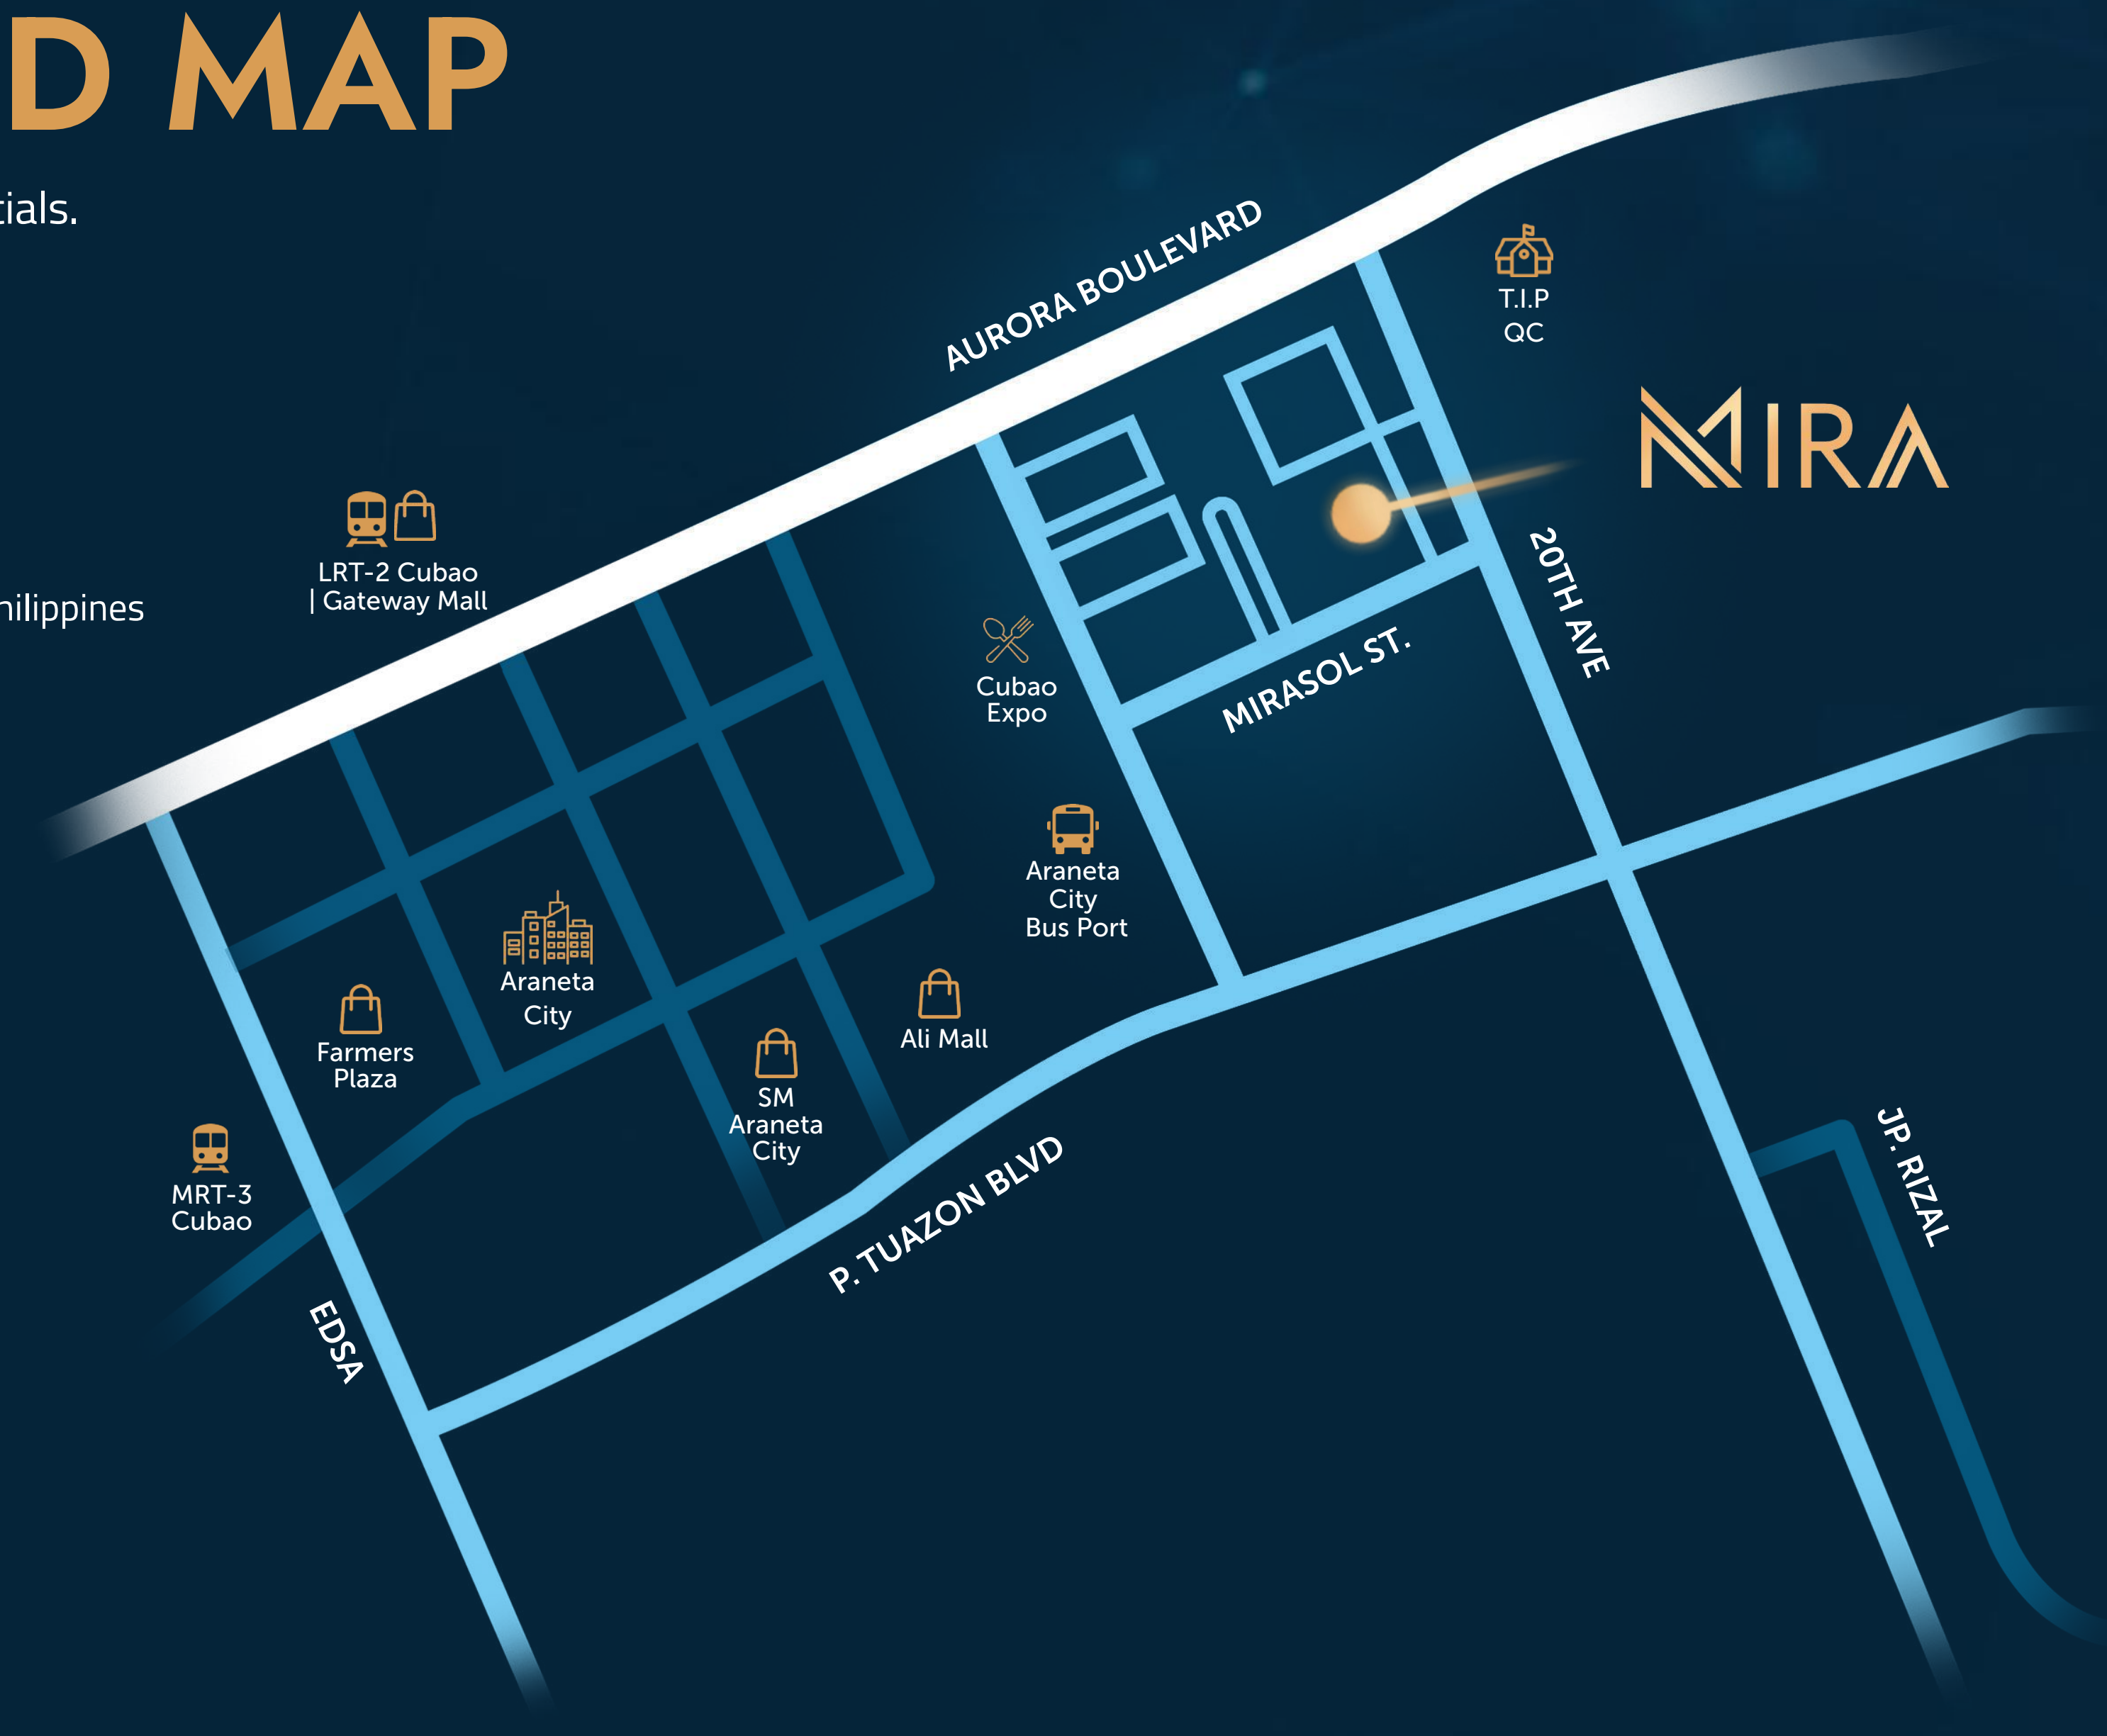 D MAP
tials.
hilippines
AURORA BOULEVARD
T.I.P
QC
MIRA
LRT-2 Cubao
| Gateway Mall
20TH AVE
Cubao
Expo
MIRASOL ST.
Araneta
City
Bus Port
Araneta
City
Farmers
Plaza
Ali Mall
SM
Araneta
City
MRT-3
Cubao
P. TUAZON BLVD
JP. RIZAL
EDSA